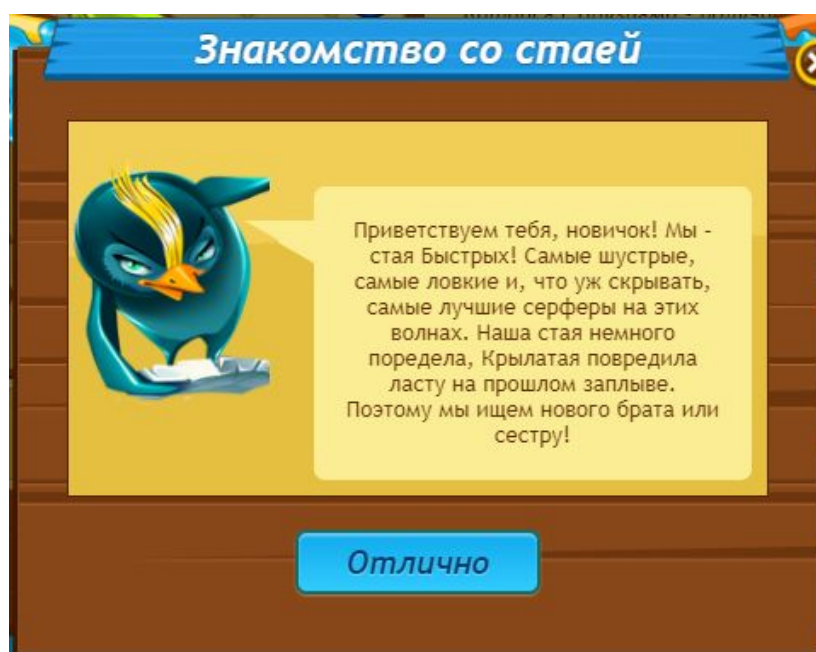 Знакомство со стаей
Приветствуем тебя, новичок! Мы -
стая Быстрых! Самые шустрые,
самые ловкие и, что уж скрывать,
самые лучшие серферы на этих
волнах. Наша стая немного
поредела, Крылатая повредила
ласту на прошлом заплыве.
Поэтому мы ищем нового брата или
сестру!
Отлично